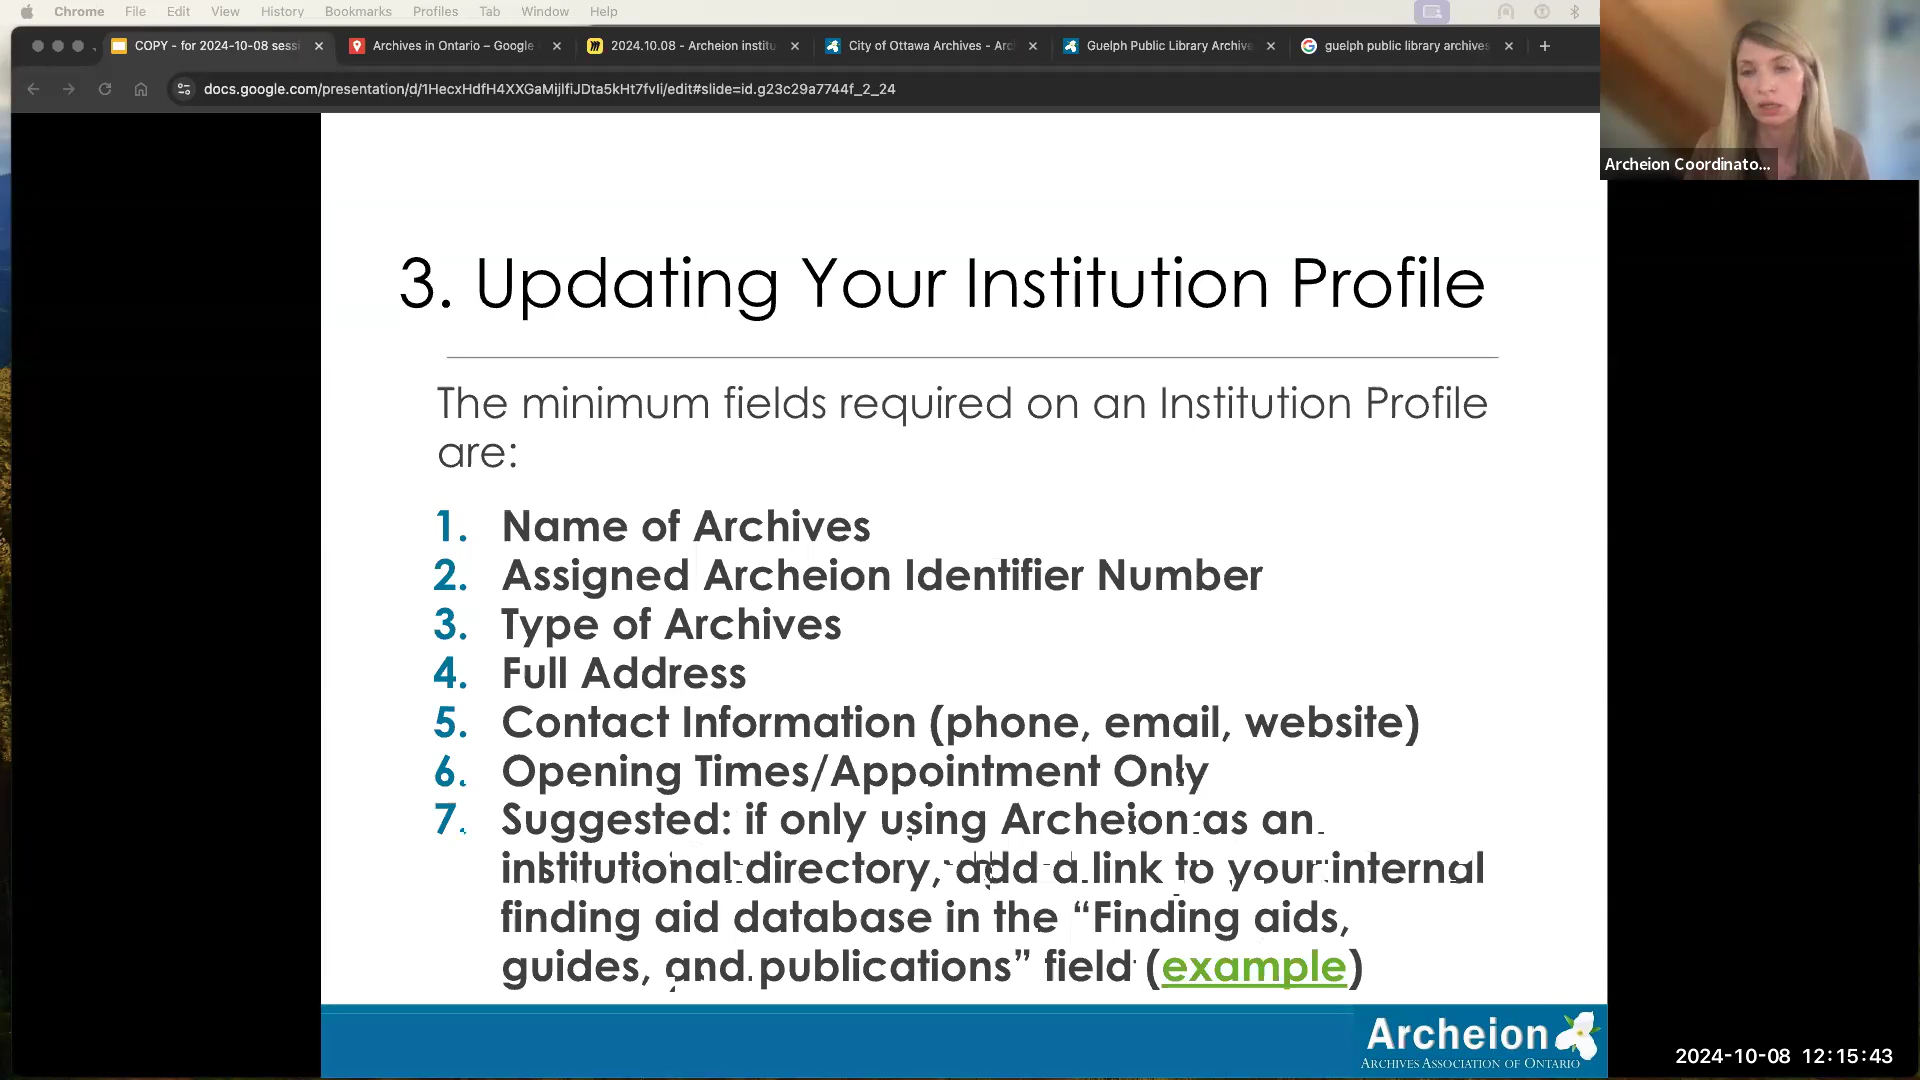 Chrome File Edit View History Bookmarks Profiles Tab Window Help
COPY - for 2024-10-08 sessi
Archives in Ontario – Google
2024.10.08 - Archeion institu
City of Ottawa Archives - Arc
Guelph Public Library Archive
guelph public library archives
docs.google.com/presentation/d/1HecxHdfH4XXGaMijlfiJDta5kHt7fvIi/edit#slide=id.g23c29a7744f_2_24
Archeion Coordinato...
3. Updating Your Institution Profile
The minimum fields required on an Institution Profile
are:
1. Name of Archives
2. Assigned Archeion Identifier Number
3. Type of Archives
4. Full Address
5. Contact Information (phone, email, website)
6. Opening Times/Appointment Only
7. Suggested: if only using Archeion as an
institutional directory, add a link to your internal
finding aid database in the “Finding aids,
guides, and publications” field (example)
Archeion
ARCHIVES ASSOCIATION OF ONTARIO
2024-10-08 12:15:43